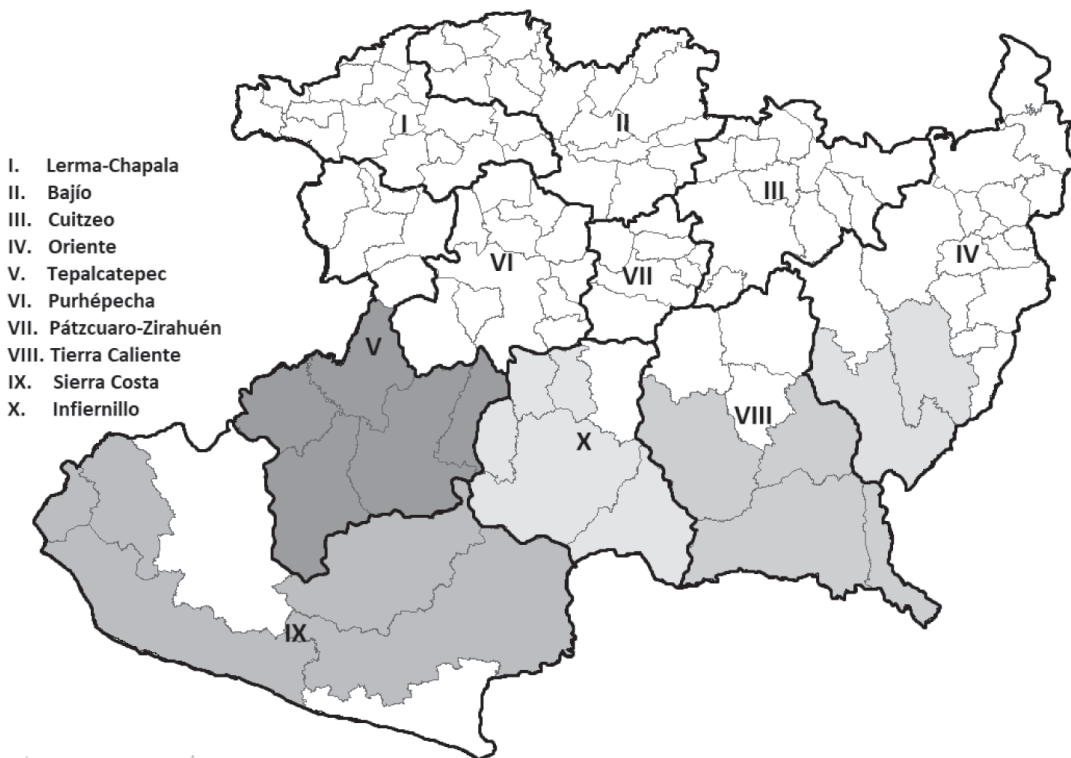 I. Lerma-Chapala
II. Bajío
III. Cuitzeo
IV. Oriente
V. Tepalcatepec
VI. Purhépecha
VII. Pátzcuaro-Zirahuén
VIII. Tierra Caliente
IX. Sierra Costa
X. Infiernillo
I
II
III
IV
VI
VII
V
VIII
X
IX